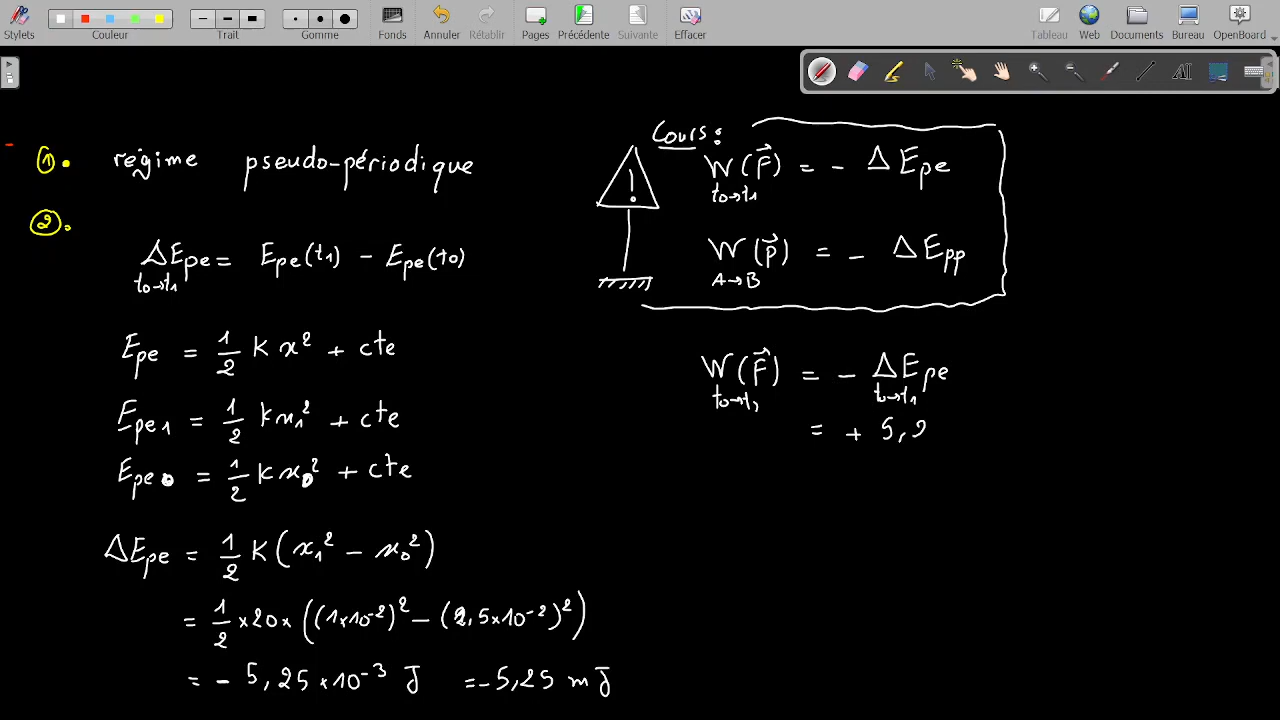 Stylets Couleur Trait Gomme Fonds Annuler Rétablir Pages Précédente Suivante Effacer Tableau Web Documents Bureau OpenBoard
①. régime pseudo-périodique
②.
ΔEpe = Epe(t1) - Epe(t0)
t0→t1
Epe = 1/2 K x² + cte
Epe1 = 1/2 K x1² + cte
Epe0 = 1/2 K x0² + cte
ΔEpe = 1/2 K (x1² - x0²)
= 1/2 × 20 × ((1×10⁻²)² - (2,5×10⁻²)²)
= - 5,25×10⁻³ J = - 5,25 mJ
Cours :
!
W(F⃗) = - ΔEpe
t0→t1
W(P⃗) = - ΔEpp
A→B
W(F⃗) = - ΔEpe
t0→t1 t0→t1
= + 5,2